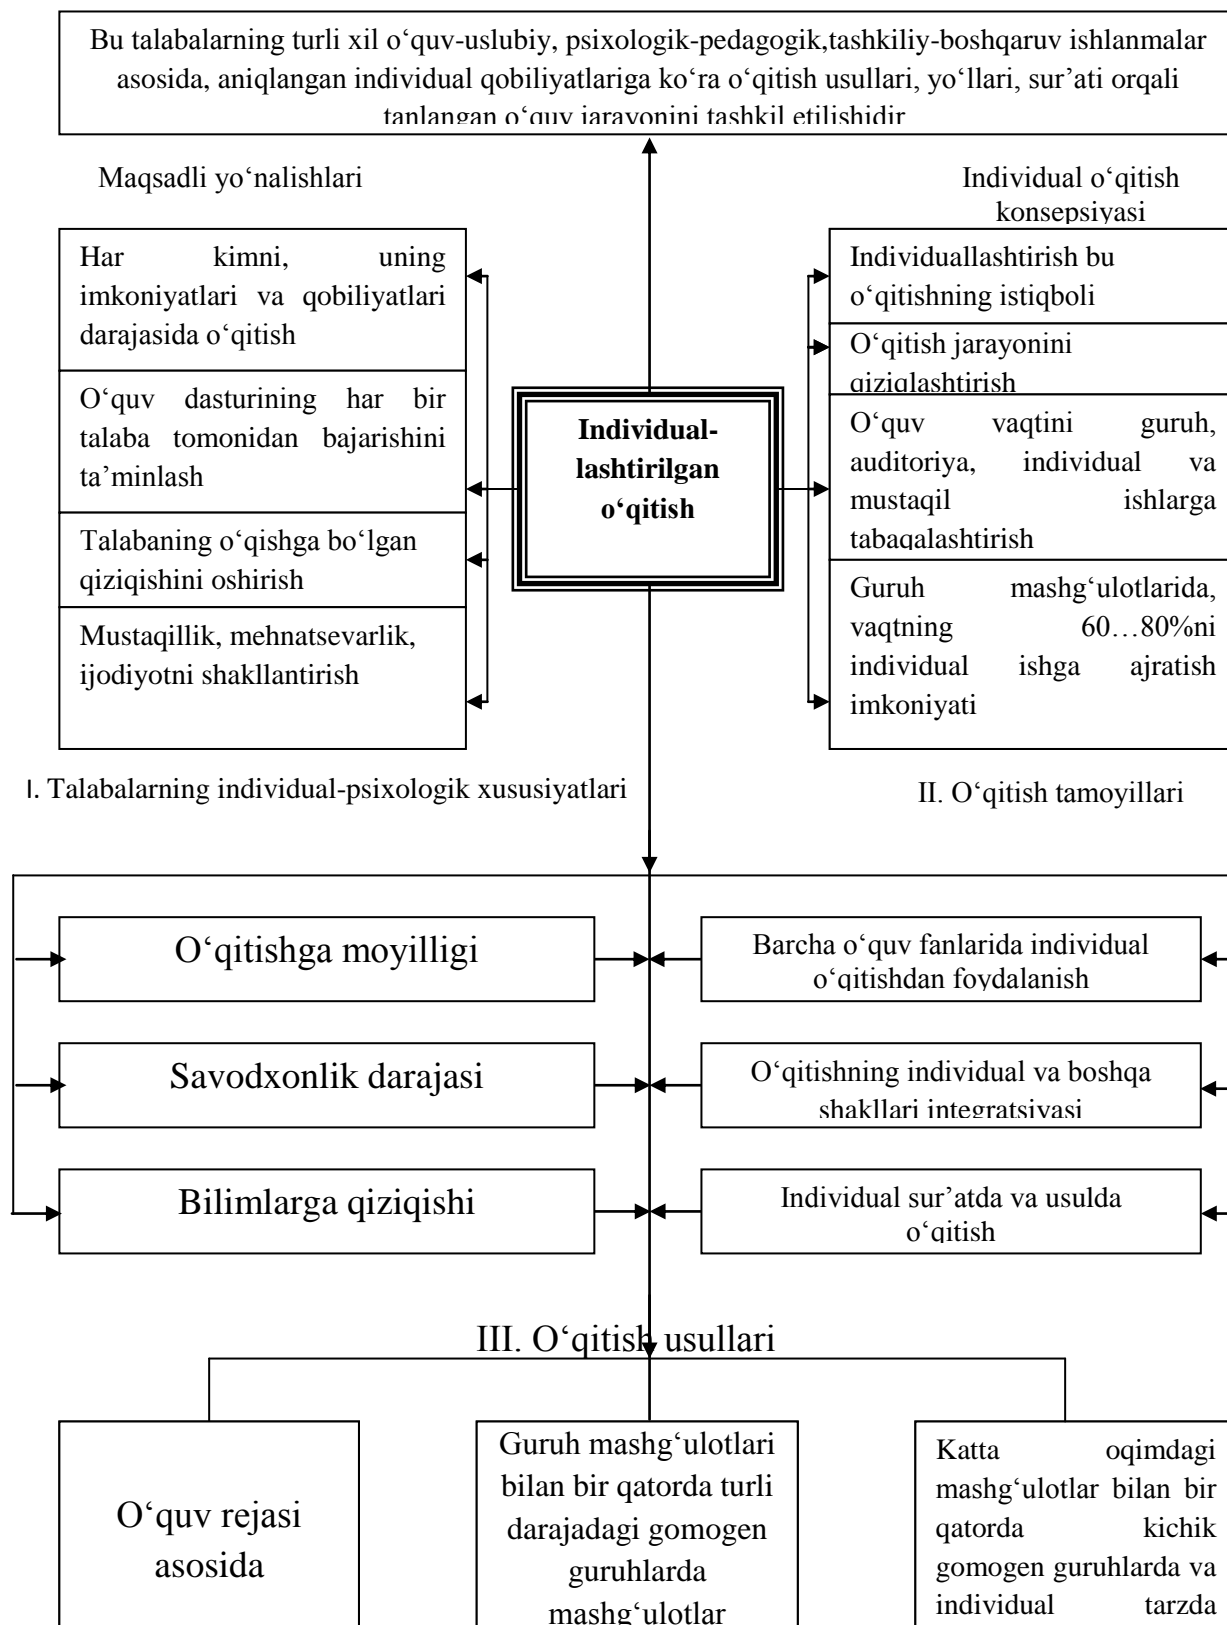 Bu talabalarning turli xil o‘quv-uslubiy, psixologik-pedagogik,tashkiliy-boshqaruv ishlanmalar
asosida, aniqlangan individual qobiliyatlariga ko‘ra o‘qitish usullari, yo‘llari, sur’ati orqali
tanlangan o‘quv jarayonini tashkil etilishidir
Maqsadli yo‘nalishlari
Individual o‘qitish
konsepsiyasi
Har kimni, uning
imkoniyatlari va qobiliyatlari
darajasida o‘qitish
O‘quv dasturining har bir
talaba tomonidan bajarishini
ta’minlash
Talabaning o‘qishga bo‘lgan
qiziqishini oshirish
Mustaqillik, mehnatsevarlik,
ijodiyotni shakllantirish
Individual-
lashtirilgan
o‘qitish
Individuallashtirish bu
o‘qitishning istiqboli
O‘qitish jarayonini
qiziqlashtirish
O‘quv vaqtini guruh,
auditoriya, individual va
mustaqil ishlarga
tabaqalashtirish
Guruh mashg‘ulotlarida,
vaqtning 60…80%ni
individual ishga ajratish
imkoniyati
I. Talabalarning individual-psixologik xususiyatlari
II. O‘qitish tamoyillari
O‘qitishga moyilligi
Savodxonlik darajasi
Bilimlarga qiziqishi
Barcha o‘quv fanlarida individual
o‘qitishdan foydalanish
O‘qitishning individual va boshqa
shakllari integratsiyasi
Individual sur’atda va usulda
o‘qitish
III. O‘qitish usullari
O‘quv rejasi
asosida
Guruh mashg‘ulotlari
bilan bir qatorda turli
darajadagi gomogen
guruhlarda
mashg‘ulotlar
Katta oqimdagi
mashg‘ulotlar bilan bir
qatorda kichik
gomogen guruhlarda va
individual tarzda